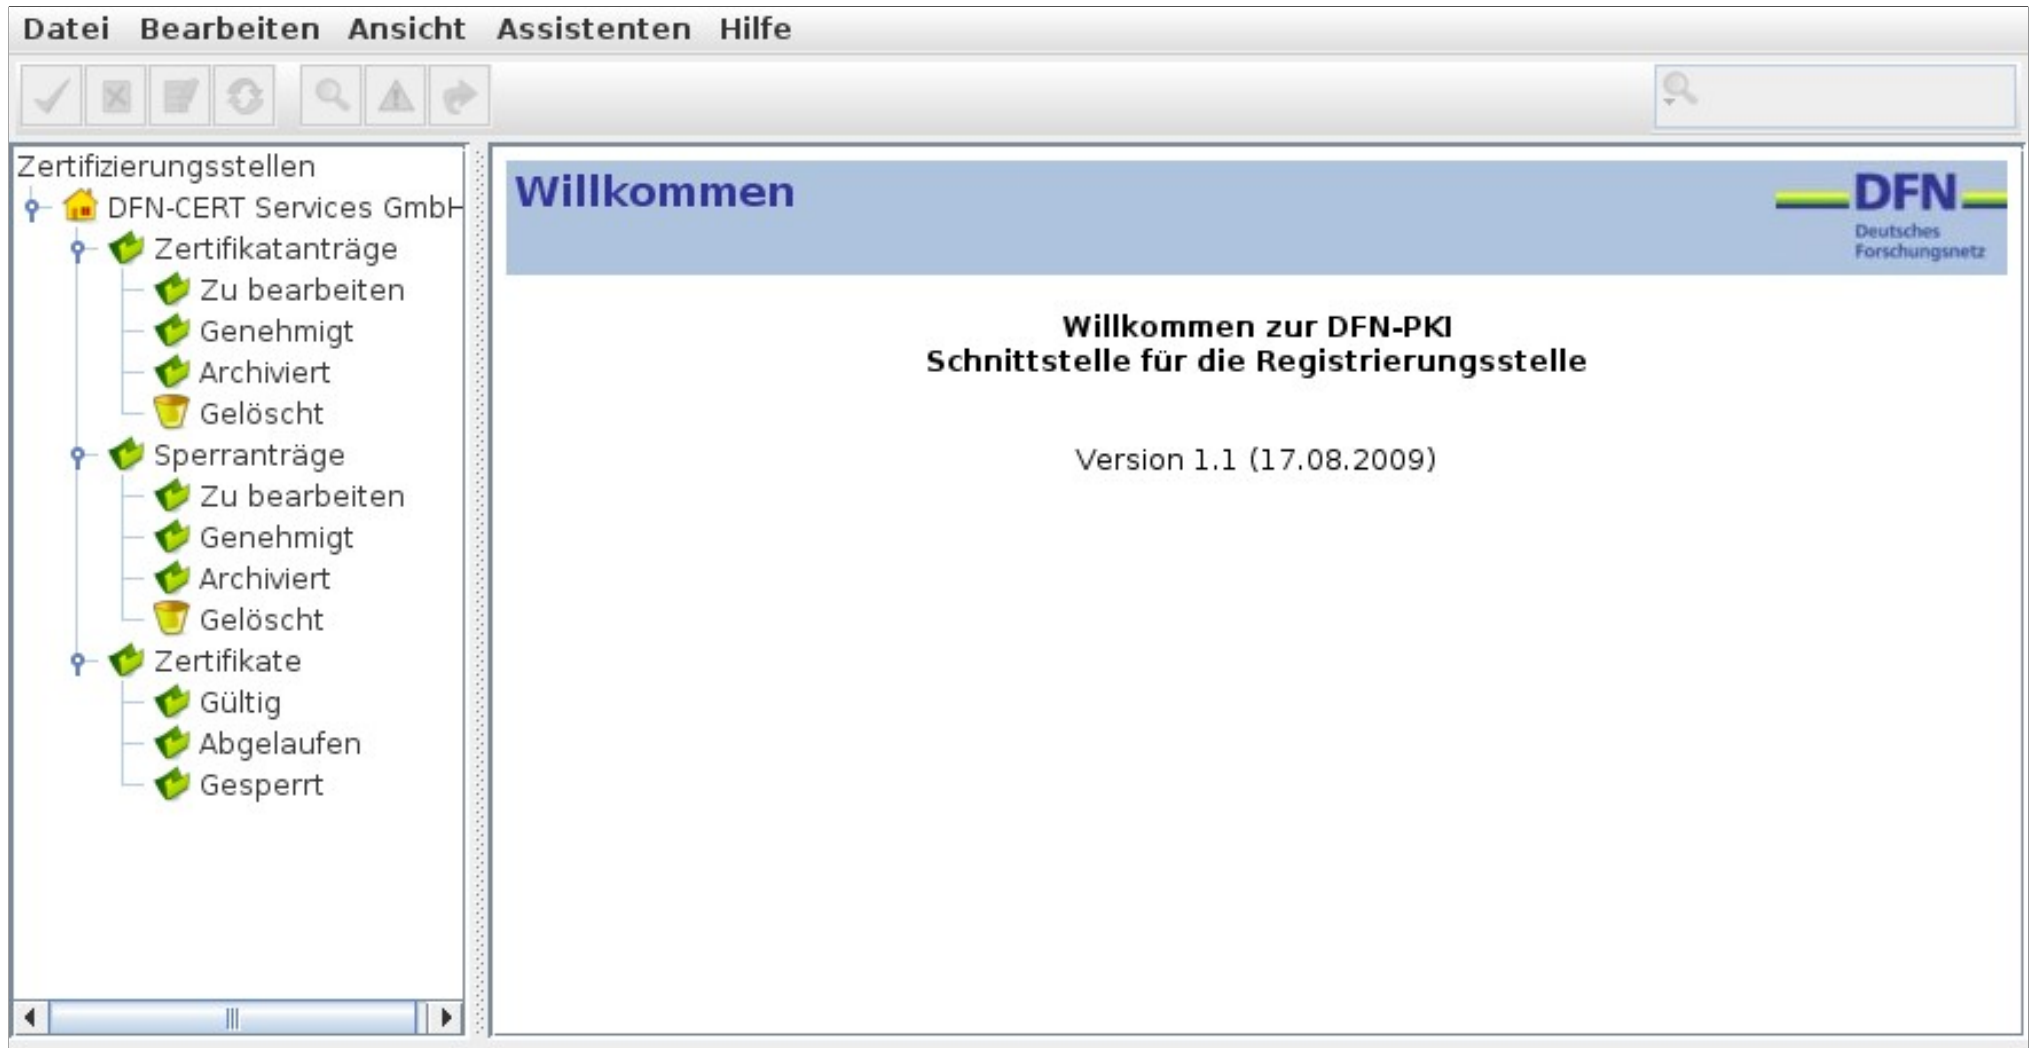 Datei Bearbeiten Ansicht Assistenten Hilfe
Zertifizierungsstellen
DFN-CERT Services GmbH
Zertifikatanträge
Zu bearbeiten
Genehmigt
Archiviert
Gelöscht
Sperranträge
Zu bearbeiten
Genehmigt
Archiviert
Gelöscht
Zertifikate
Gültig
Abgelaufen
Gesperrt
Willkommen
DFN
Deutsches
Forschungsnetz
Willkommen zur DFN-PKI
Schnittstelle für die Registrierungsstelle
Version 1.1 (17.08.2009)